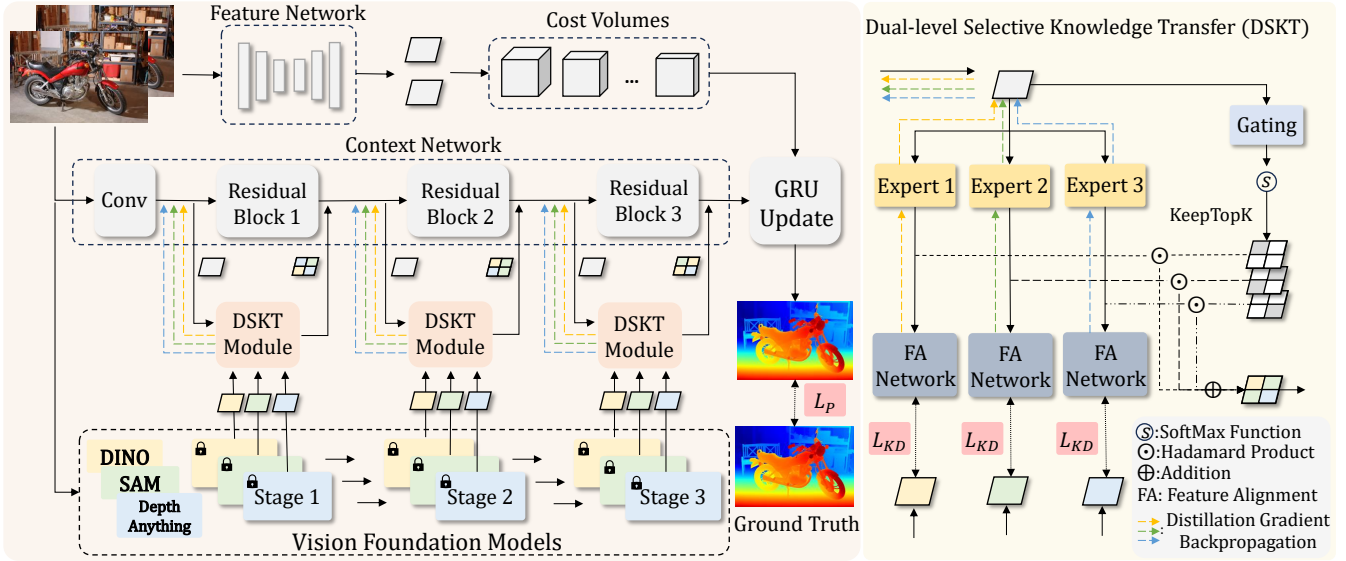 Feature Network
Cost Volumes
...
Context Network
Conv
Residual
Block 1
Residual
Block 2
Residual
Block 3
GRU
Update
DSKT
Module
DSKT
Module
DSKT
Module
L_P
DINO
SAM
Depth
Anything
Stage 1
Stage 2
Stage 3
Ground Truth
Vision Foundation Models
Dual-level Selective Knowledge Transfer (DSKT)
Gating
Expert 1
Expert 2
Expert 3
S
KeepTopK
FA
Network
FA
Network
FA
Network
L_KD
L_KD
L_KD
S:SoftMax Function
⊙:Hadamard Product
⊕:Addition
FA: Feature Alignment
:Distillation Gradient
Backpropagation